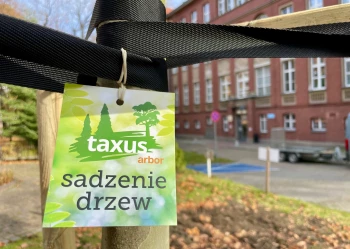 taxus
arbor
sadzenie
drzew